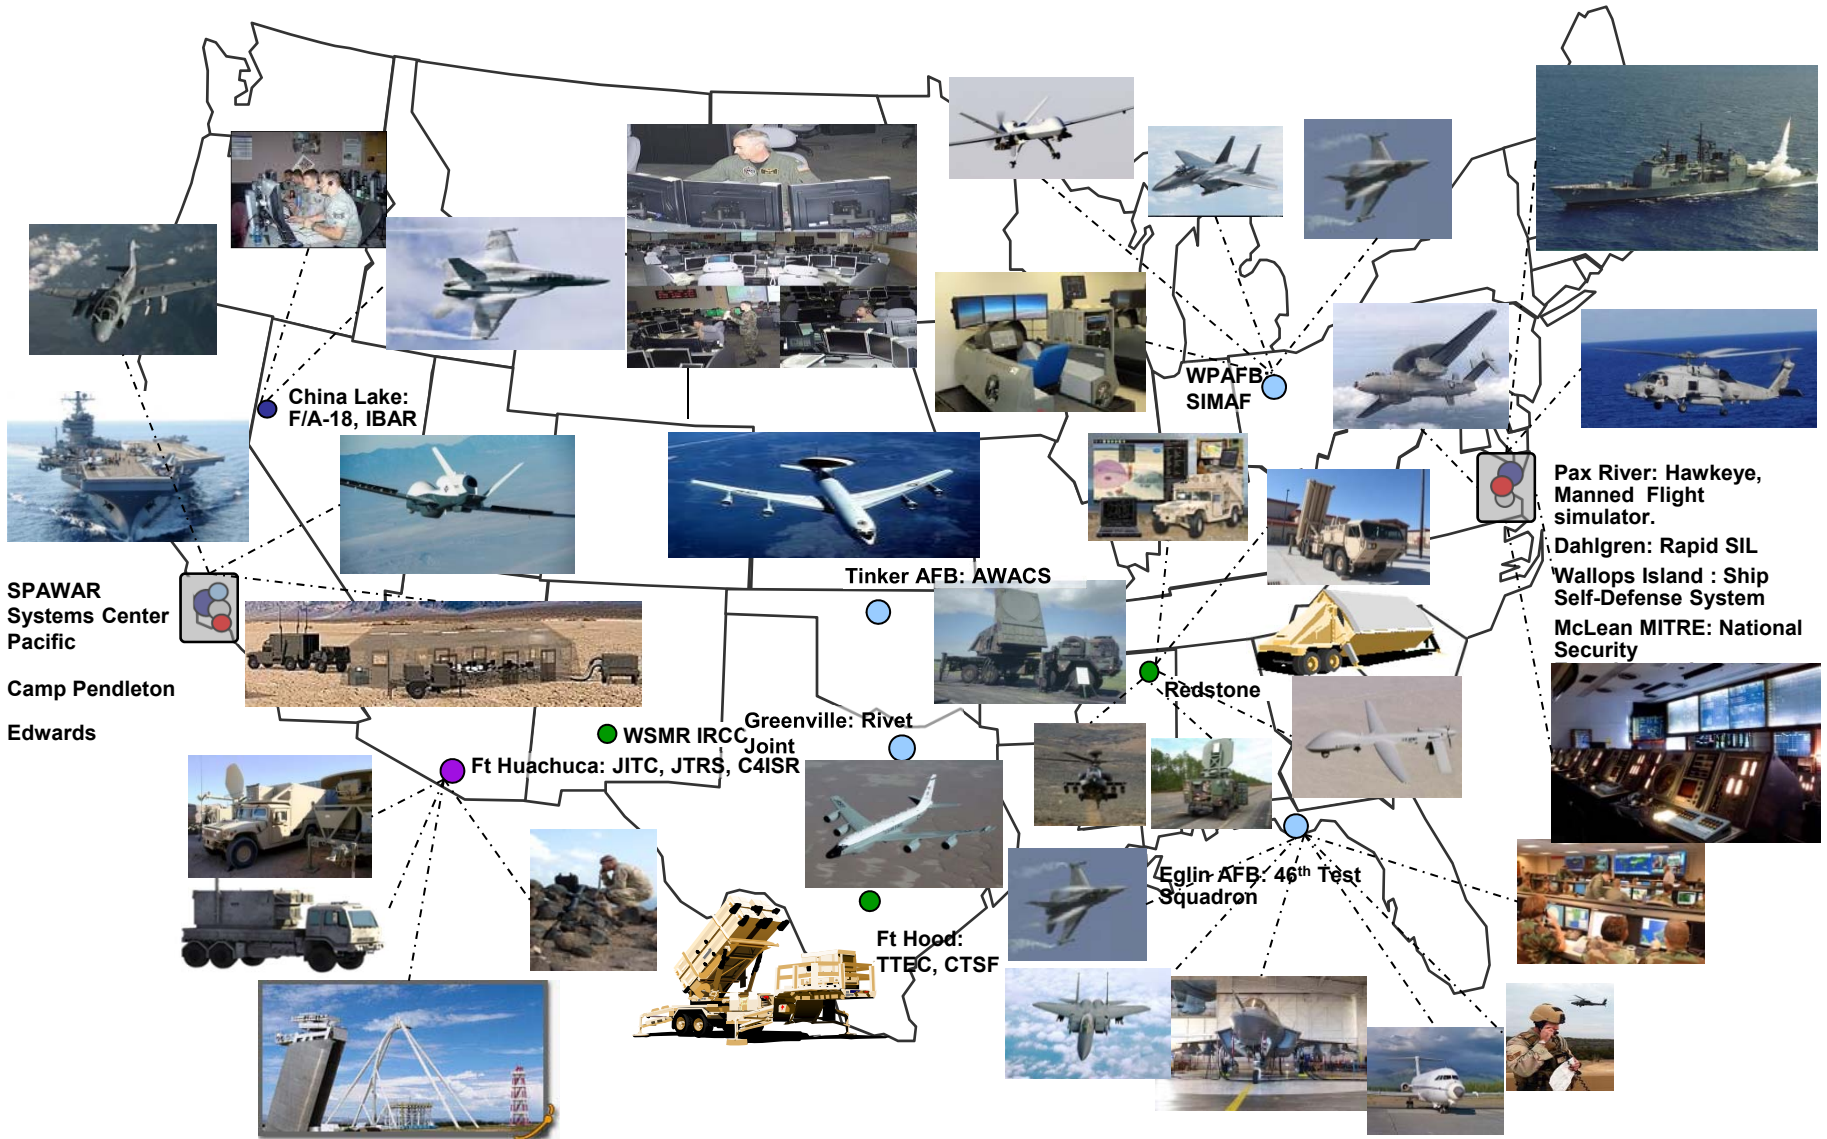 China Lake:
F/A-18, IBAR
WPAFB:
SIMAF
Pax River: Hawkeye,
Manned Flight
simulator.
Dahlgren: Rapid SIL
Wallops Island : Ship
Self-Defense System
McLean MITRE: National
Security
Tinker AFB: AWACS
SPAWAR
Systems Center
Pacific
Camp Pendleton
Edwards
Redstone
Greenville: Rivet
Joint
WSMR IRCC
Ft Huachuca: JITC, JTRS, C4ISR
Eglin AFB: 46th Test
Squadron
Ft Hood:
TTEC, CTSF